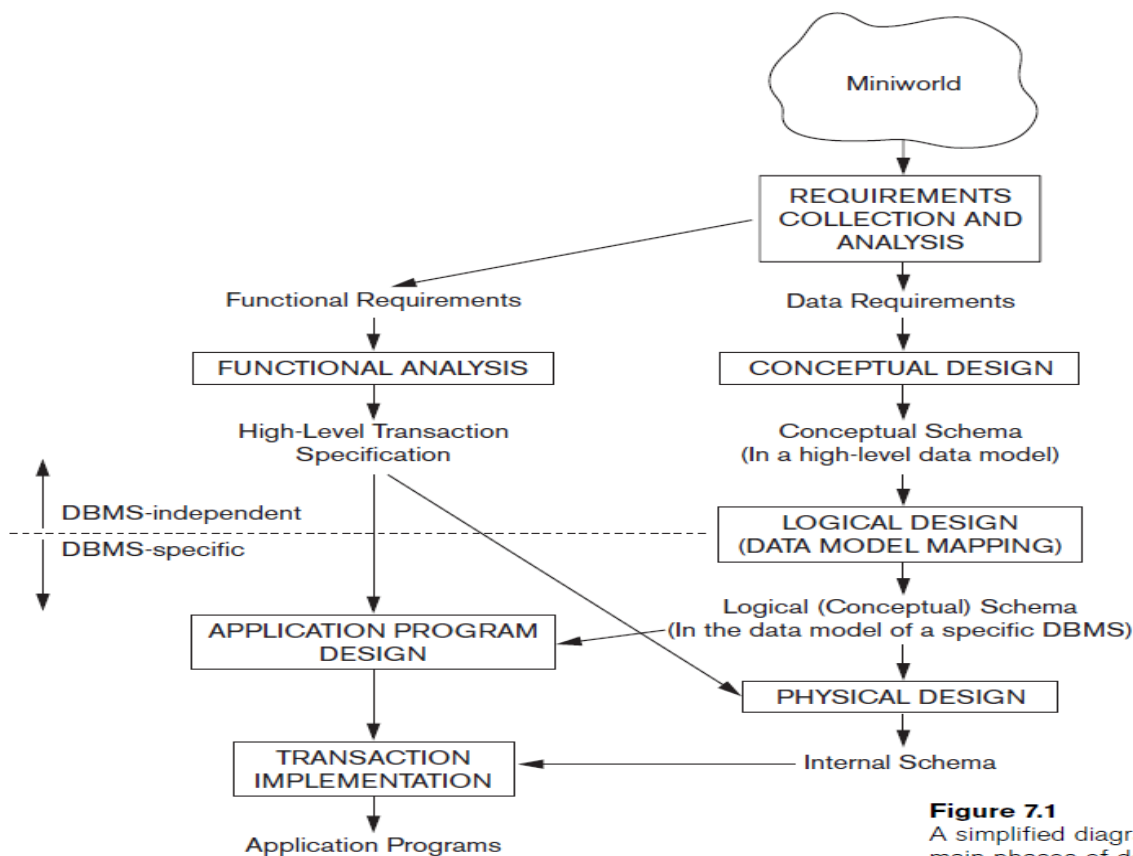 Miniworld
REQUIREMENTS
COLLECTION AND
ANALYSIS
Functional Requirements
Data Requirements
FUNCTIONAL ANALYSIS
CONCEPTUAL DESIGN
High-Level Transaction
Specification
Conceptual Schema
(In a high-level data model)
DBMS-independent
DBMS-specific
LOGICAL DESIGN
(DATA MODEL MAPPING)
Logical (Conceptual) Schema
(In the data model of a specific DBMS)
APPLICATION PROGRAM
DESIGN
PHYSICAL DESIGN
TRANSACTION
IMPLEMENTATION
Internal Schema
Application Programs
Figure 7.1
A simplified diagr
main phases of d